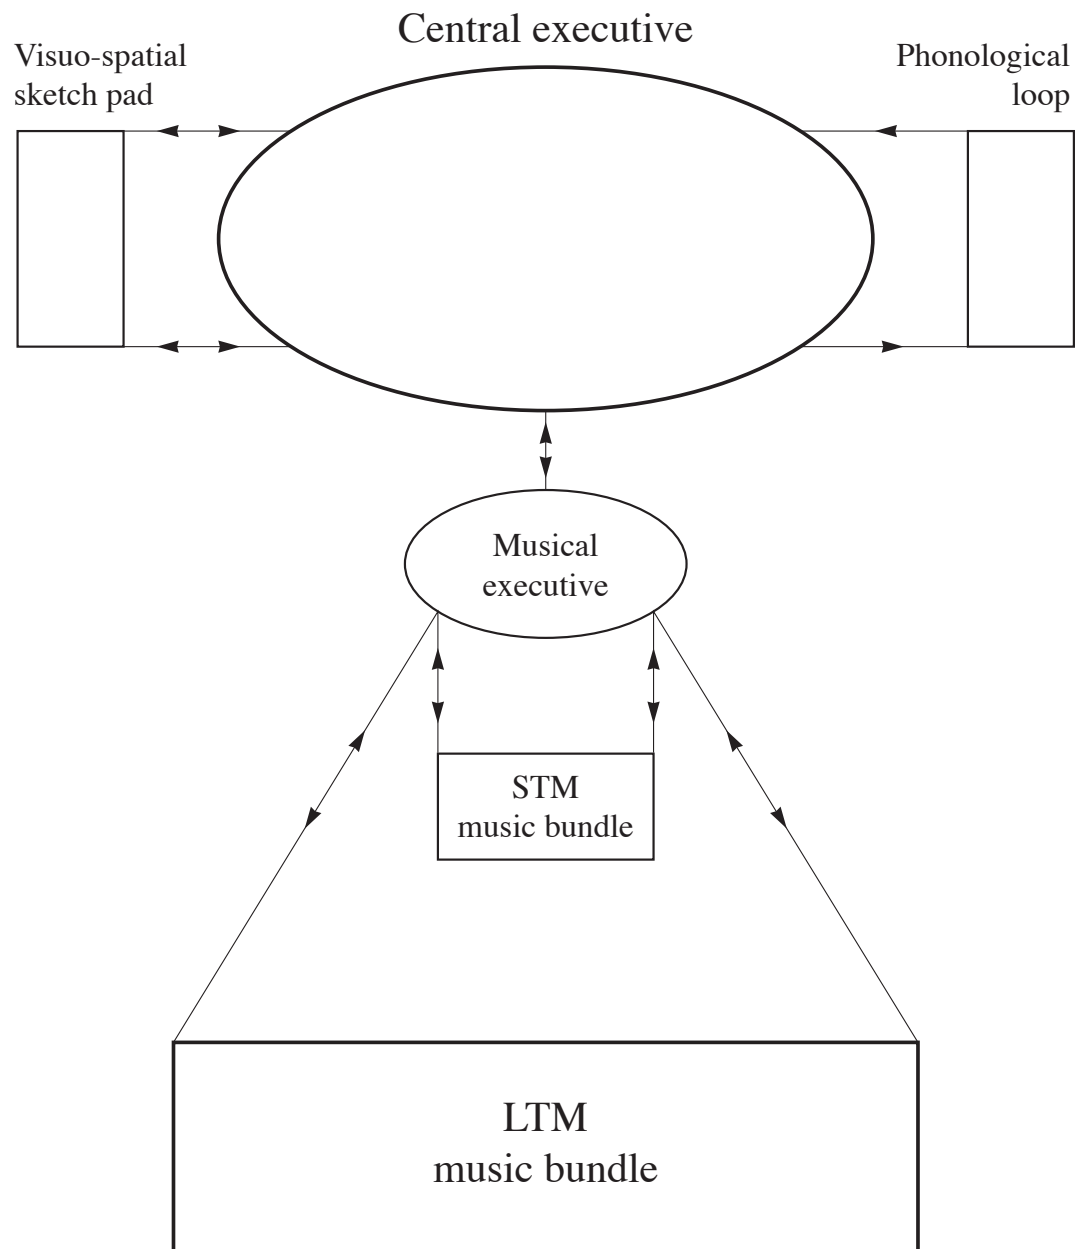 Central executive
Visuo-spatial
sketch pad
Phonological
loop
Musical
executive
STM
music bundle
LTM
music bundle